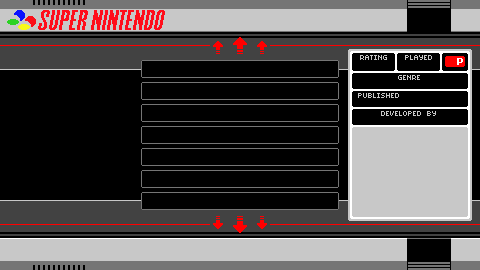 SUPER NINTENDO
RATING PLAYED P
GENRE
PUBLISHED
DEVELOPED BY